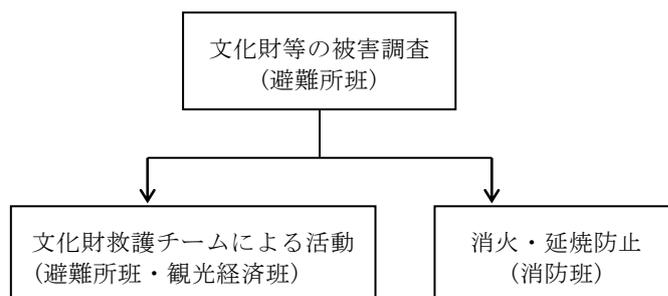 文化財等の被害調査
（避難所班）
文化財救護チームによる活動
（避難所班・観光経済班）
消火・延焼防止
（消防班）